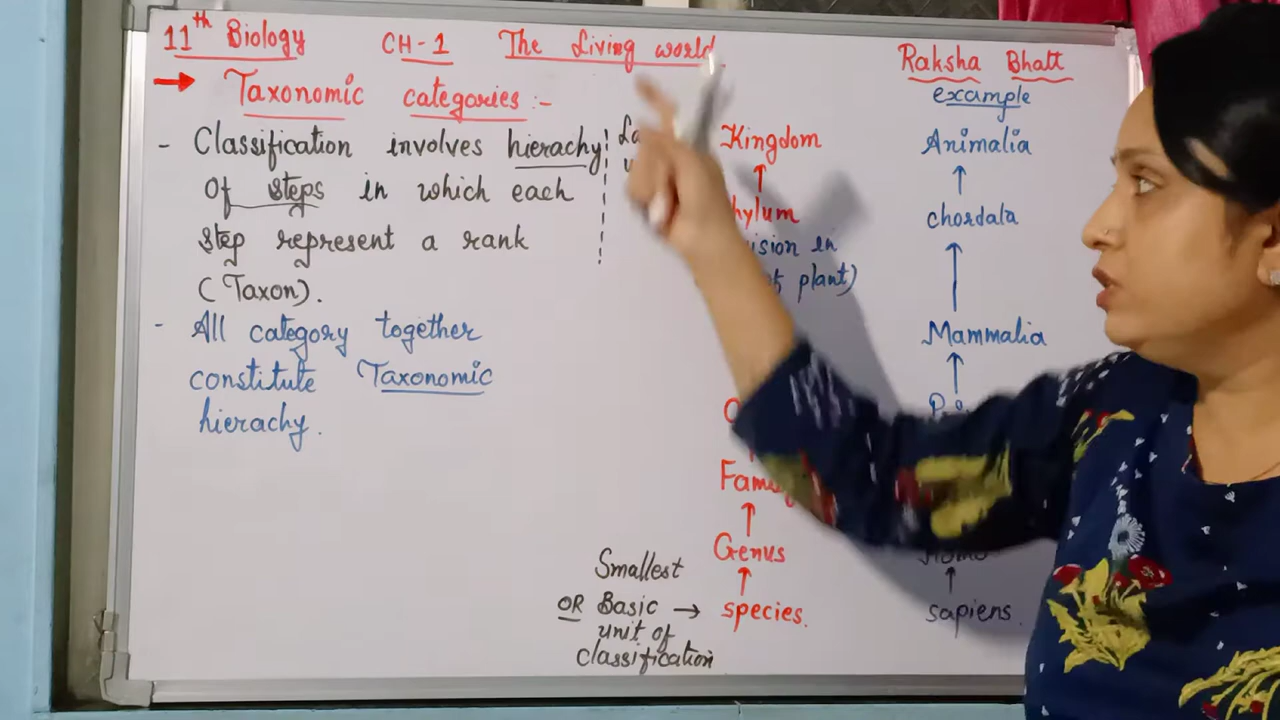 11th Biology CH-1 The Living world Raksha Bhatt
→ Taxonomic categories :-
- Classification involves hierachy
of steps in which each
step represent a rank
(Taxon).
- All category together
constitute Taxonomic
hierachy.
Kingdom
plant)
Genus
species.
Smallest
OR Basic →
unit of
classification
example
Animalia
chordala
Mammalia
sapiens.